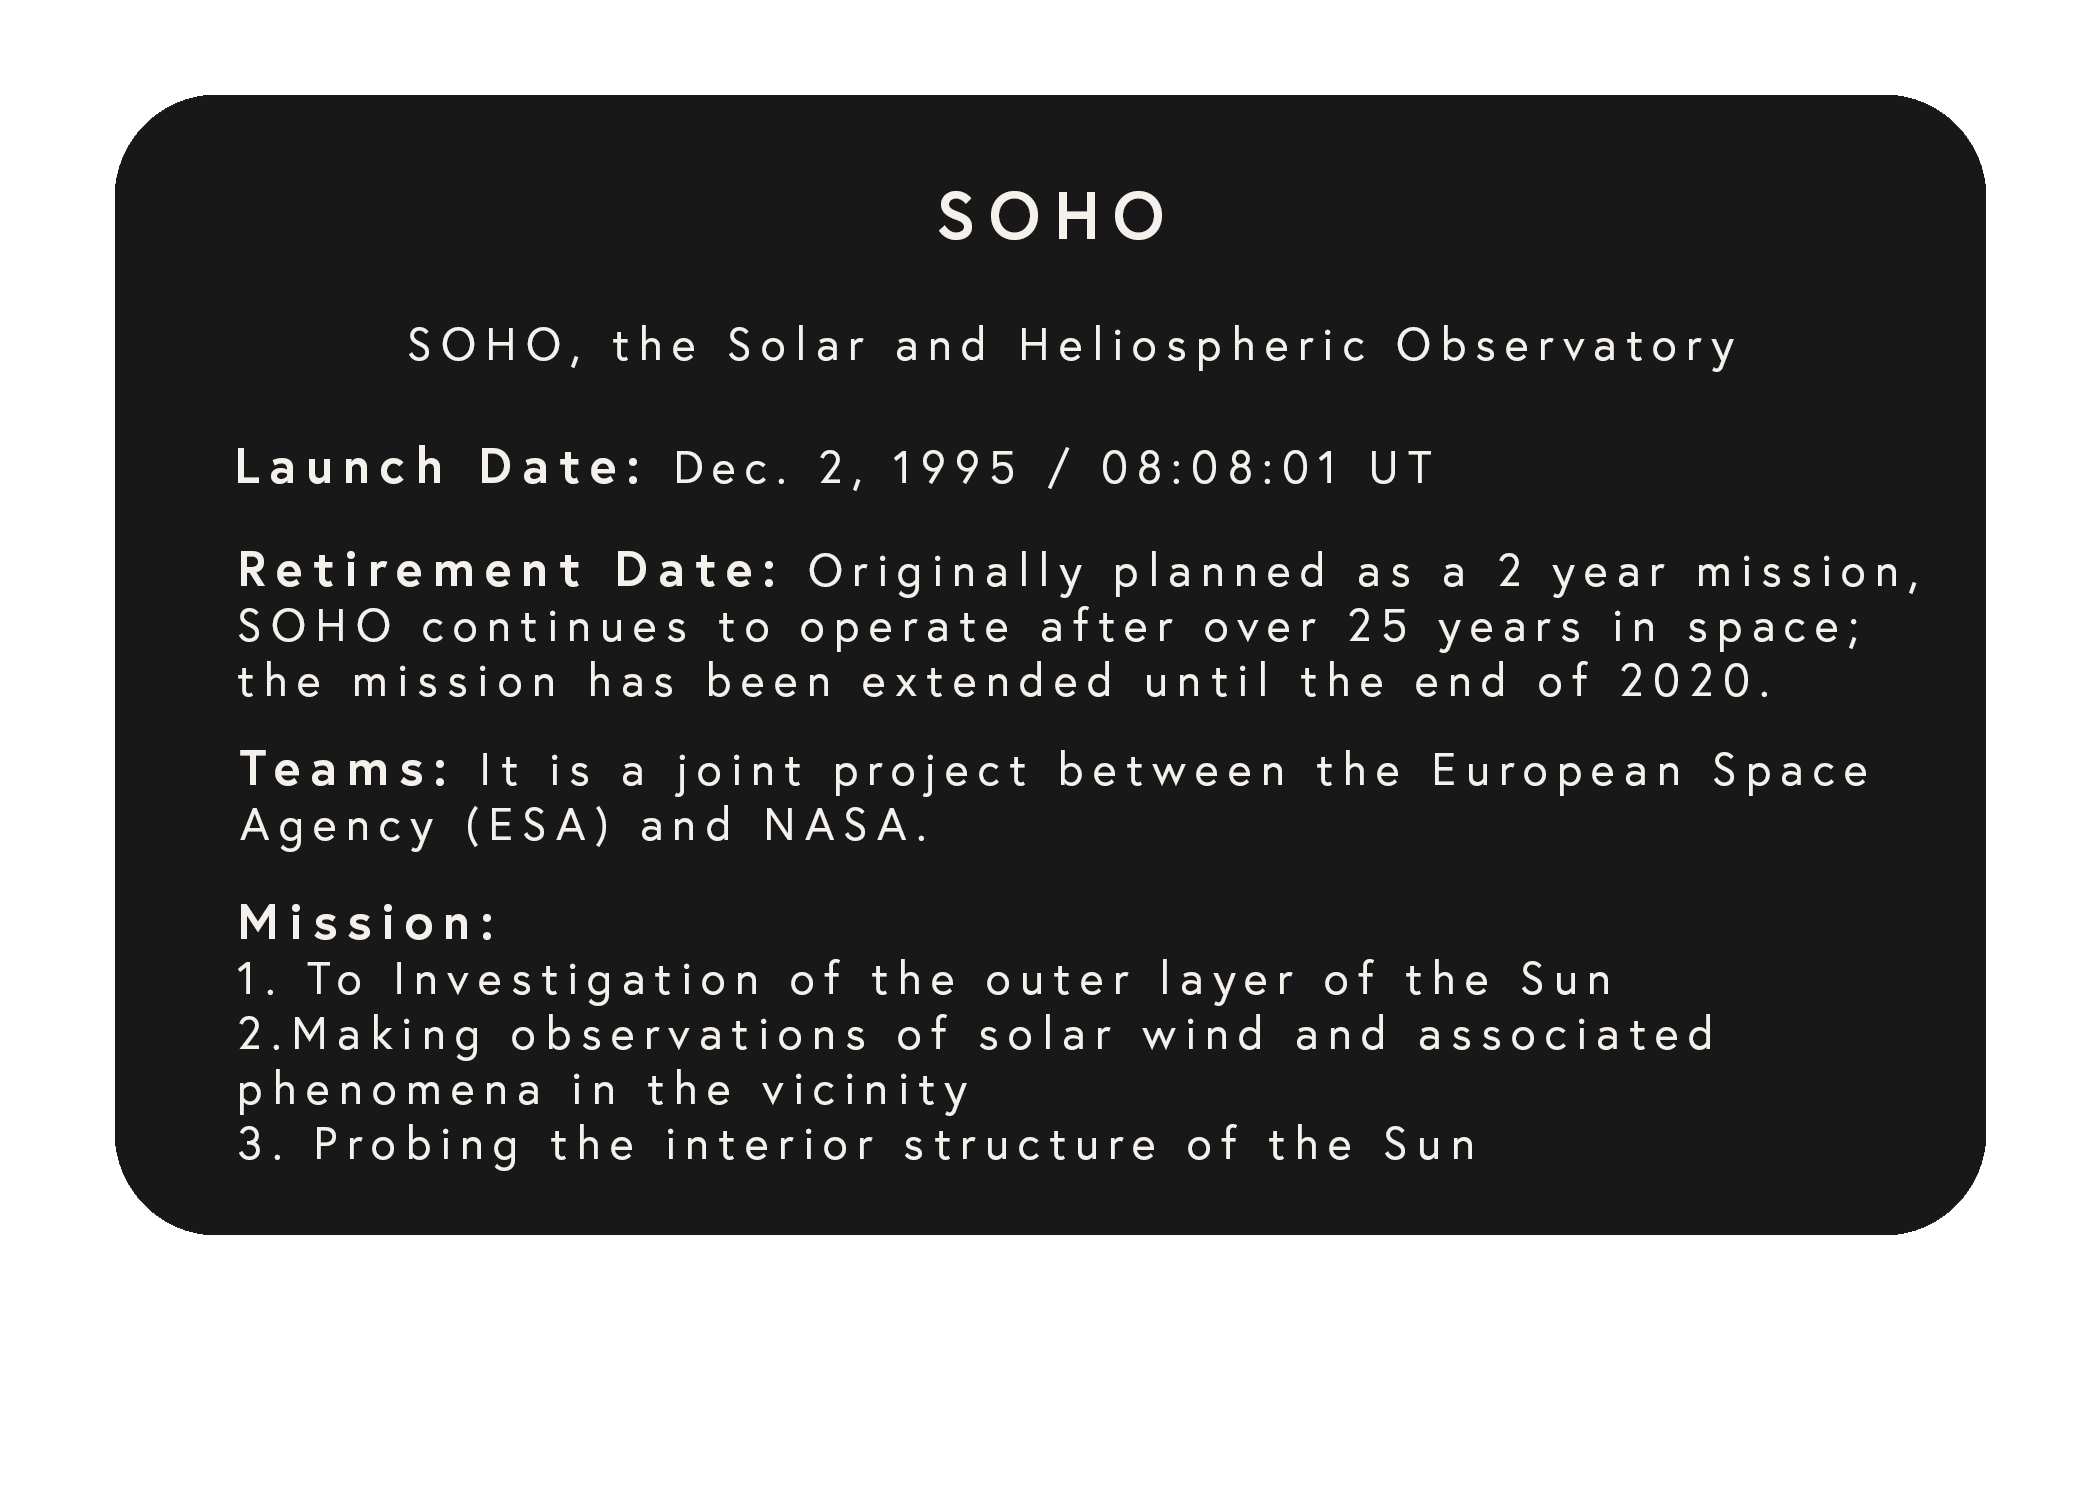 SOHO
SOHO, the Solar and Heliospheric Observatory
Launch Date: Dec. 2, 1995 / 08:08:01 UT
Retirement Date: Originally planned as a 2 year mission,
SOHO continues to operate after over 25 years in space;
the mission has been extended until the end of 2020.
Teams: It is a joint project between the European Space
Agency (ESA) and NASA.
Mission:
1. To Investigation of the outer layer of the Sun
2.Making observations of solar wind and associated
phenomena in the vicinity
3. Probing the interior structure of the Sun